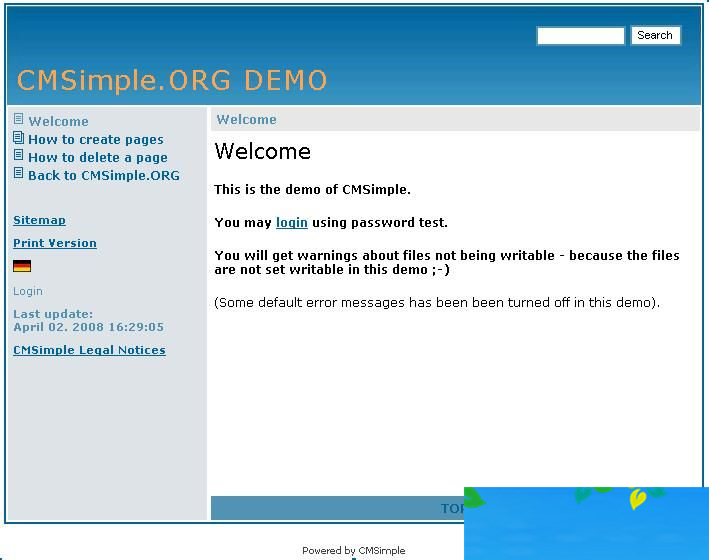 Search
CMSimple.ORG DEMO
Welcome
How to create pages
How to delete a page
Back to CMSimple.ORG
Sitemap
Print Version
Login
Last update:
April 02. 2008 16:29:05
CMSimple Legal Notices
Welcome
Welcome
This is the demo of CMSimple.
You may login using password test.
You will get warnings about files not being writable - because the files
are not set writable in this demo ;-)
(Some default error messages has been been turned off in this demo).
Powered by CMSimple